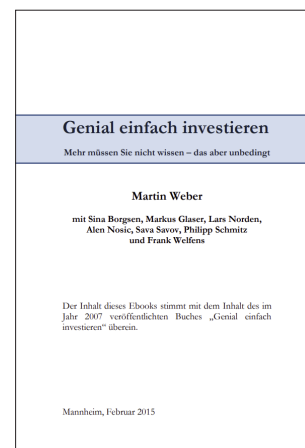 Genial einfach investieren
Mehr müssen Sie nicht wissen – das aber unbedingt
Martin Weber
mit Sina Borgsen, Markus Glaser, Lars Norden,
Alen Nosic, Sava Savov, Philipp Schmitz
und Frank Welfens
Der Inhalt dieses Ebooks stimmt mit dem Inhalt des im
Jahr 2007 veröffentlichten Buches „Genial einfach
investieren“ überein.
Mannheim, Februar 2015